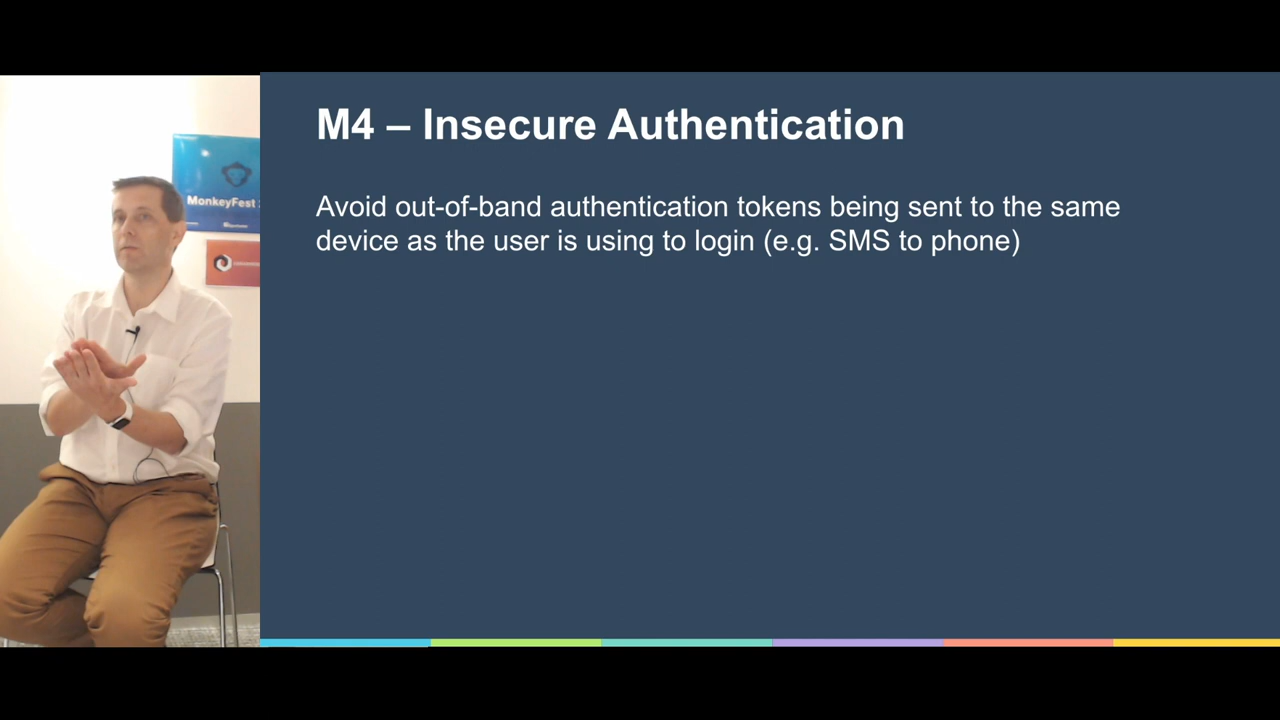 M4 – Insecure Authentication
Avoid out-of-band authentication tokens being sent to the same
device as the user is using to login (e.g. SMS to phone)
MonkeyFest